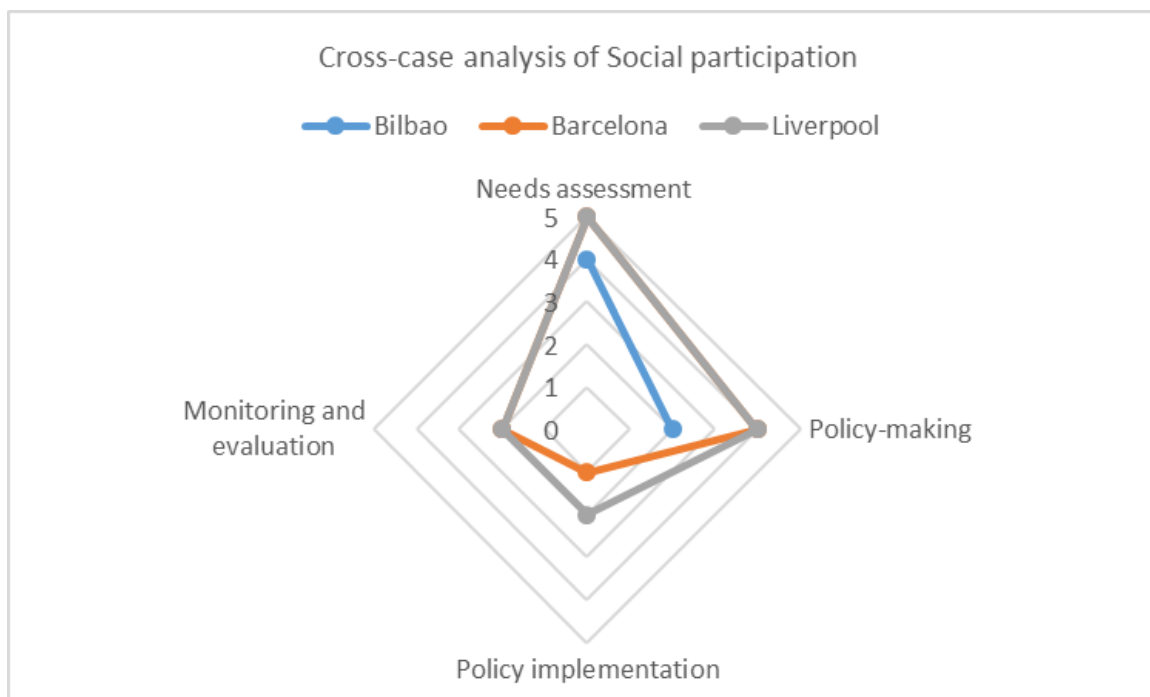 Cross-case analysis of Social participation
Bilbao Barcelona Liverpool
Needs assessment
5
4
3
2
1
0
Monitoring and
evaluation
Policy-making
Policy implementation